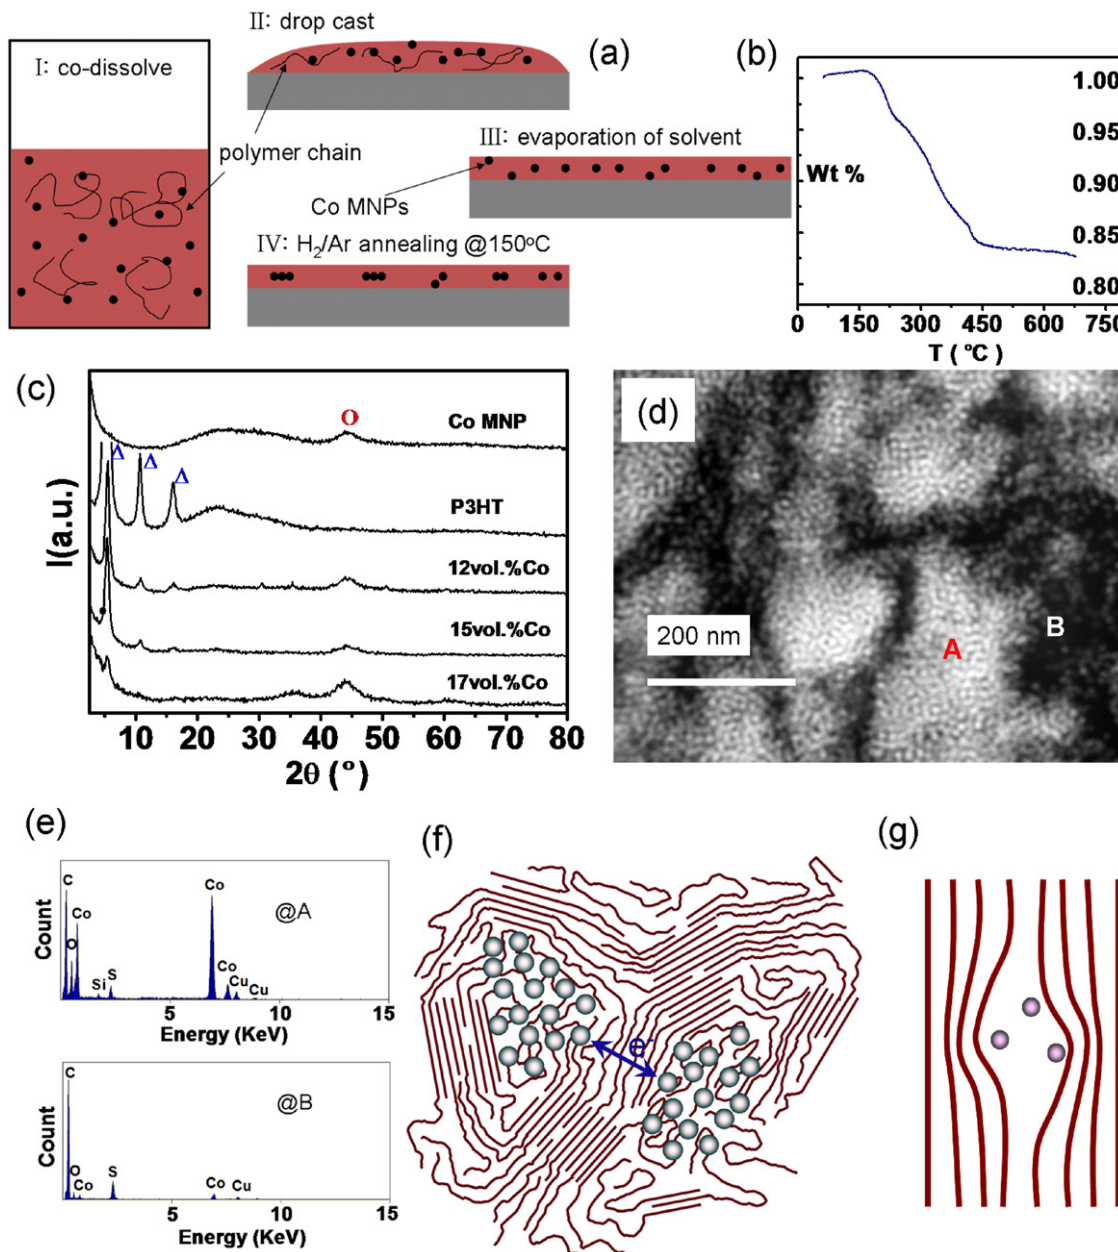 (a)
I: co-dissolve
II: drop cast
polymer chain
III: evaporation of solvent
Co MNPs
IV: H₂/Ar annealing @150°C
(b)
Wt %
1.00
0.95
0.90
0.85
0.80
0 150 300 450 600 750
T ( °C)
(c)
I(a.u.)
O
Co MNP
Δ Δ Δ
P3HT
12vol.%Co
15vol.%Co
17vol.%Co
10 20 30 40 50 60 70 80
2θ (°)
(d)
200 nm
A
B
(e)
Count
C
O
Co
Si
S
Co
Co
Cu
Cu
@A
5 10 15
Energy (KeV)
Count
C
O
Co
S
Co
Cu
@B
5 10 15
Energy (KeV)
(f)
e⁻
(g)